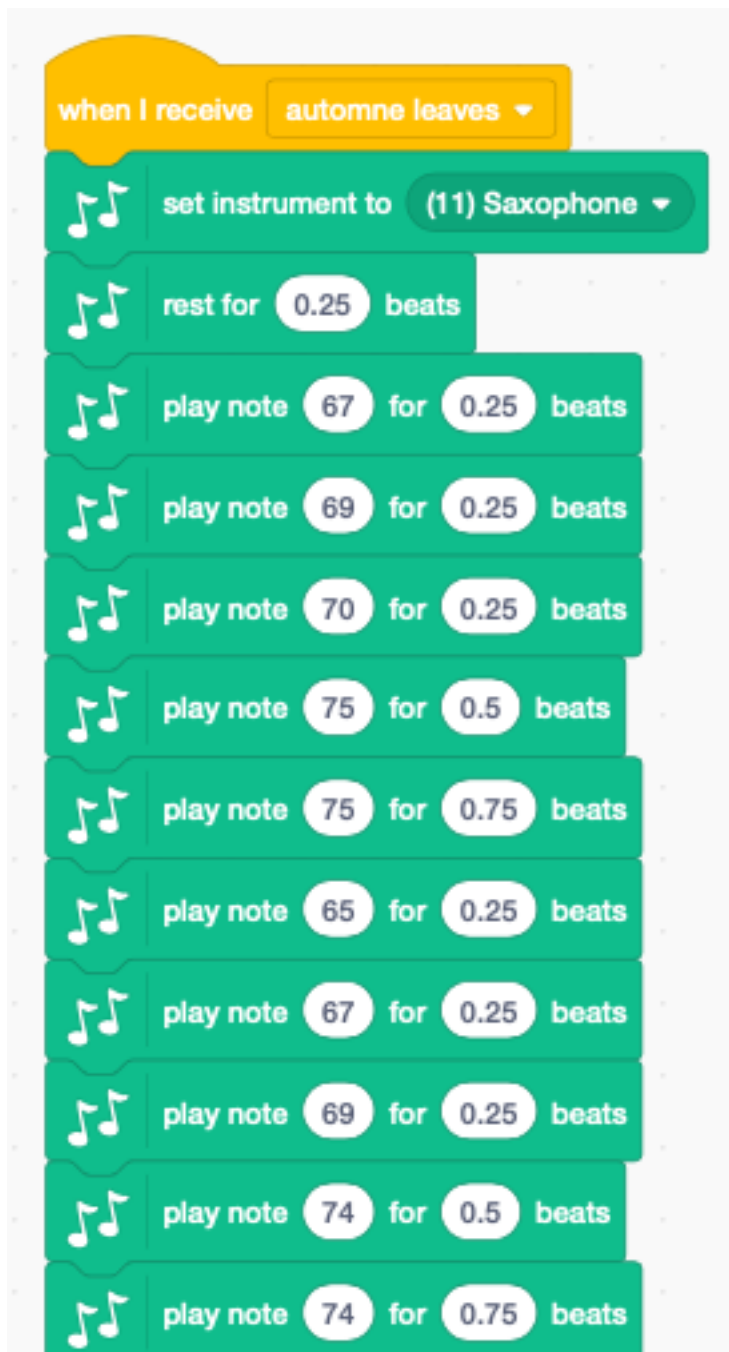 when I receive automne leaves
set instrument to (11) Saxophone
rest for 0.25 beats
play note 67 for 0.25 beats
play note 69 for 0.25 beats
play note 70 for 0.25 beats
play note 75 for 0.5 beats
play note 75 for 0.75 beats
play note 65 for 0.25 beats
play note 67 for 0.25 beats
play note 69 for 0.25 beats
play note 74 for 0.5 beats
play note 74 for 0.75 beats